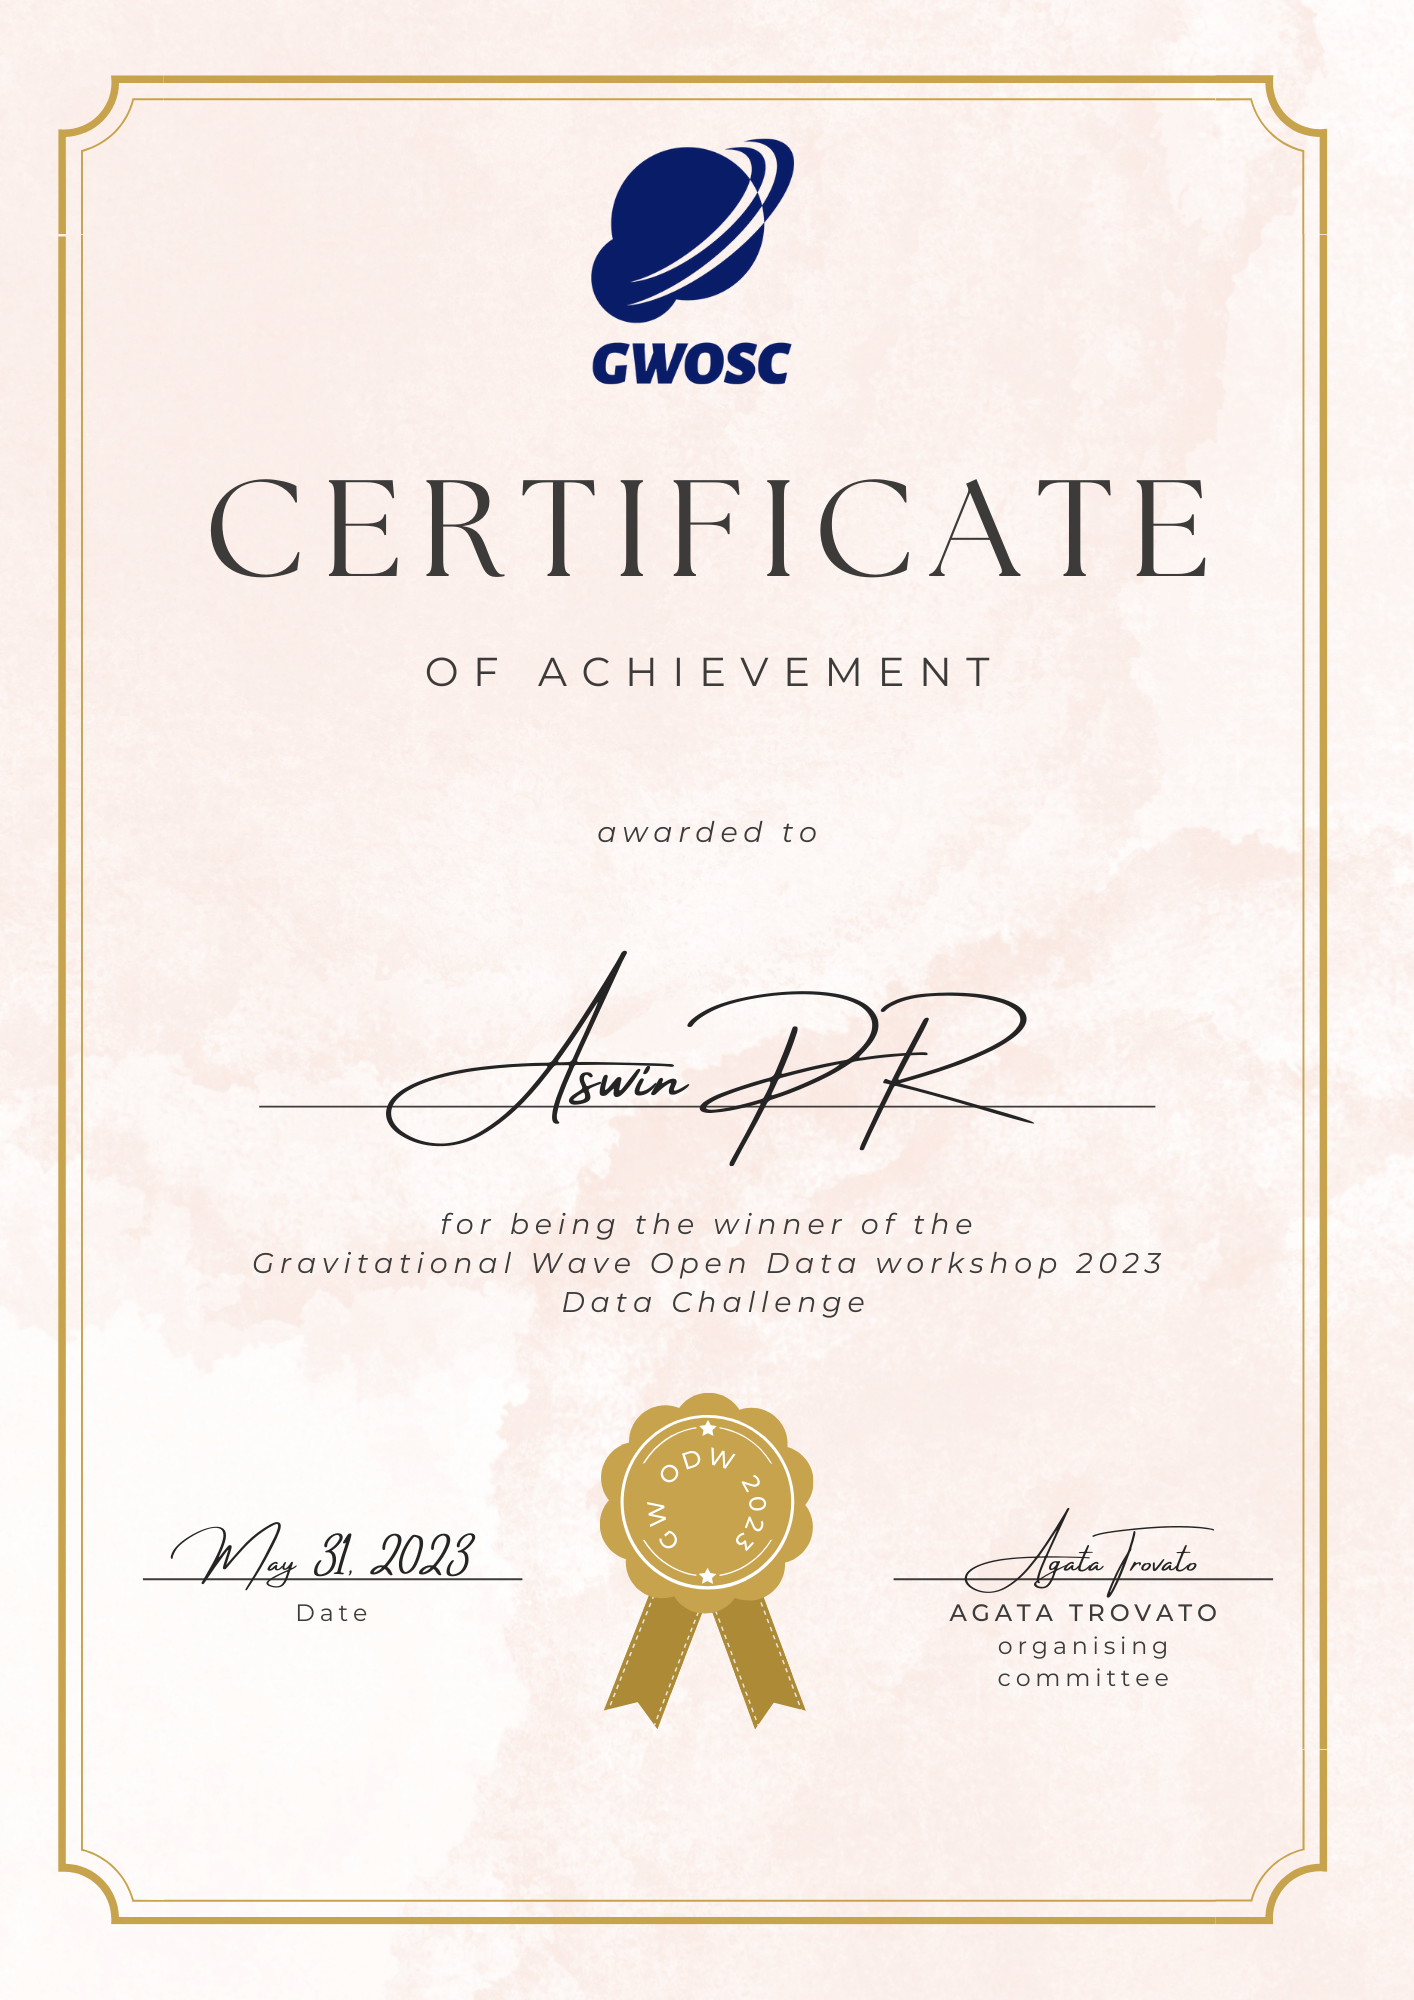 GWOSC
CERTIFICATE
OF ACHIEVEMENT
awarded to
Aswin PR
for being the winner of the
Gravitational Wave Open Data workshop 2023
Data Challenge
GW ODW 2023
May 31, 2023
Date
Agata Trovato
AGATA TROVATO
organising
committee